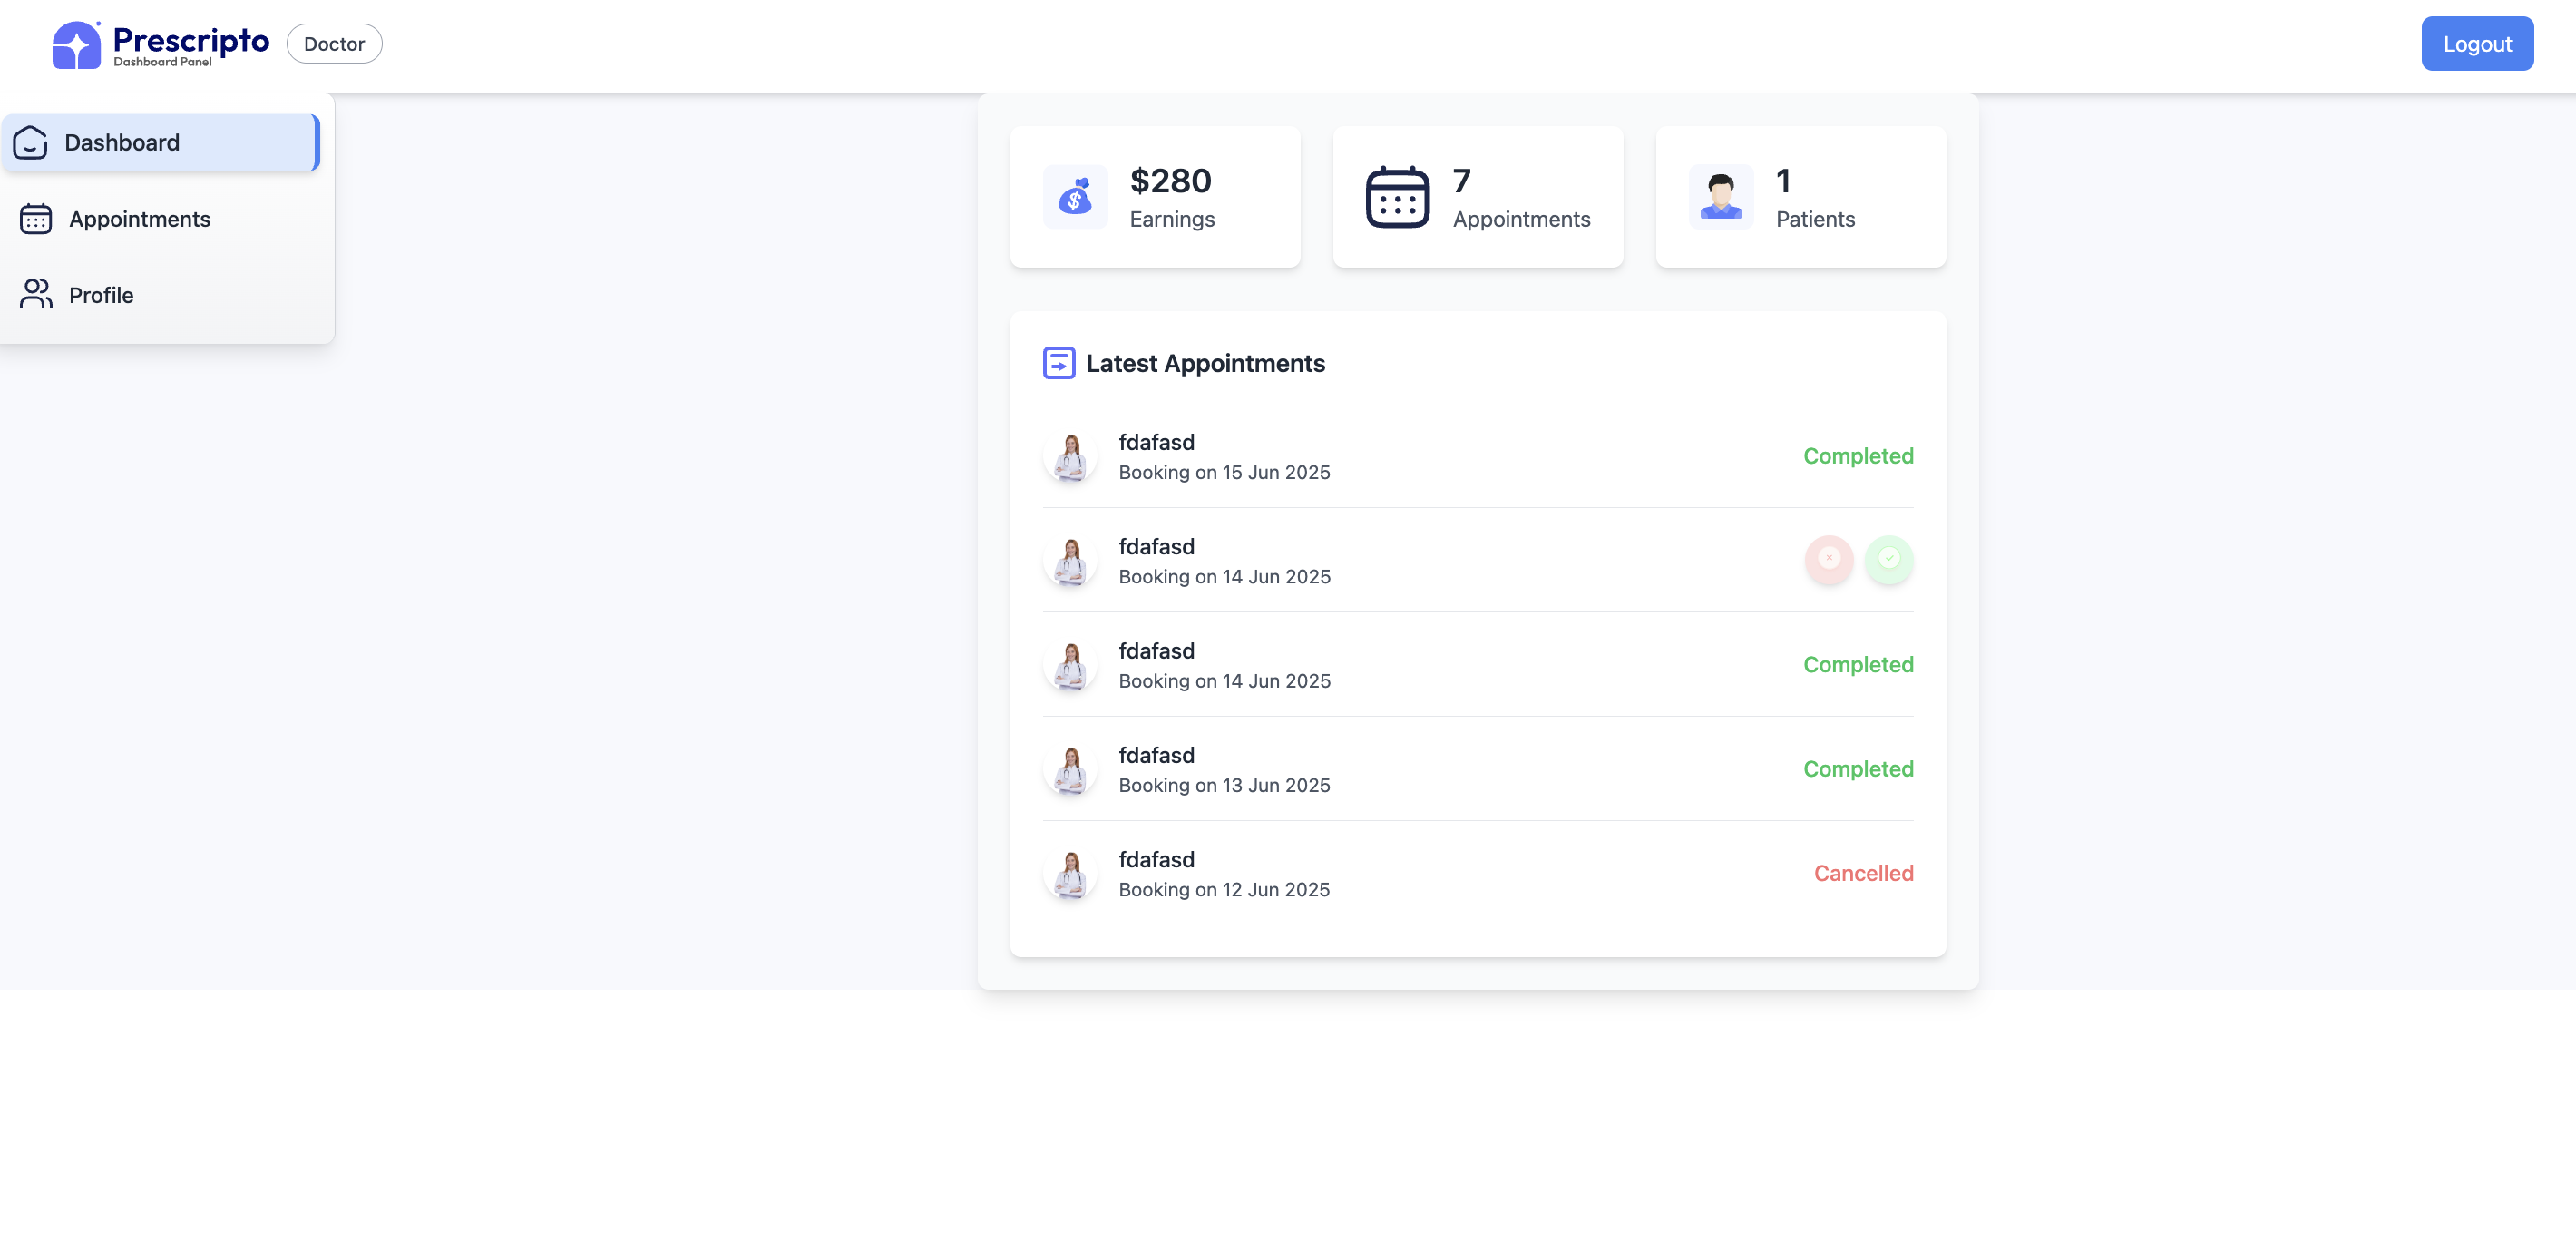 Prescripto
Dashboard Panel
Doctor
Logout
Dashboard
Appointments
Profile
$280
Earnings
7
Appointments
1
Patients
Latest Appointments
fdafasd
Booking on 15 Jun 2025
Completed
fdafasd
Booking on 14 Jun 2025
fdafasd
Booking on 14 Jun 2025
Completed
fdafasd
Booking on 13 Jun 2025
Completed
fdafasd
Booking on 12 Jun 2025
Cancelled